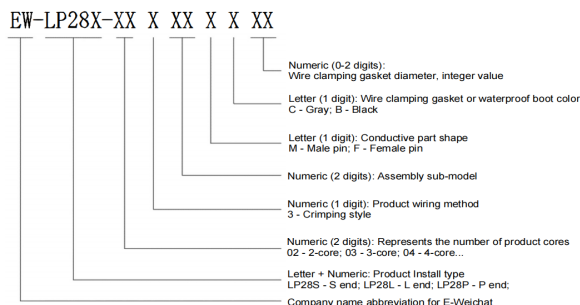 EW-LP28X-XX X XX X X XX
Numeric (0-2 digits):
Wire clamping gasket diameter, integer value
Letter (1 digit): Wire clamping gasket or waterproof boot color
C - Gray; B - Black
Letter (1 digit): Conductive part shape
M - Male pin; F - Female pin
Numeric (2 digits): Assembly sub-model
Numeric (1 digit): Product wiring method
3 - Crimping style
Numeric (2 digits): Represents the number of product cores
02 - 2-core; 03 - 3-core; 04 - 4-core...
Letter + Numeric: Product Install type
LP28S - S end; LP28L - L end; LP28P - P end;
Company name abbreviation for E-Weichat